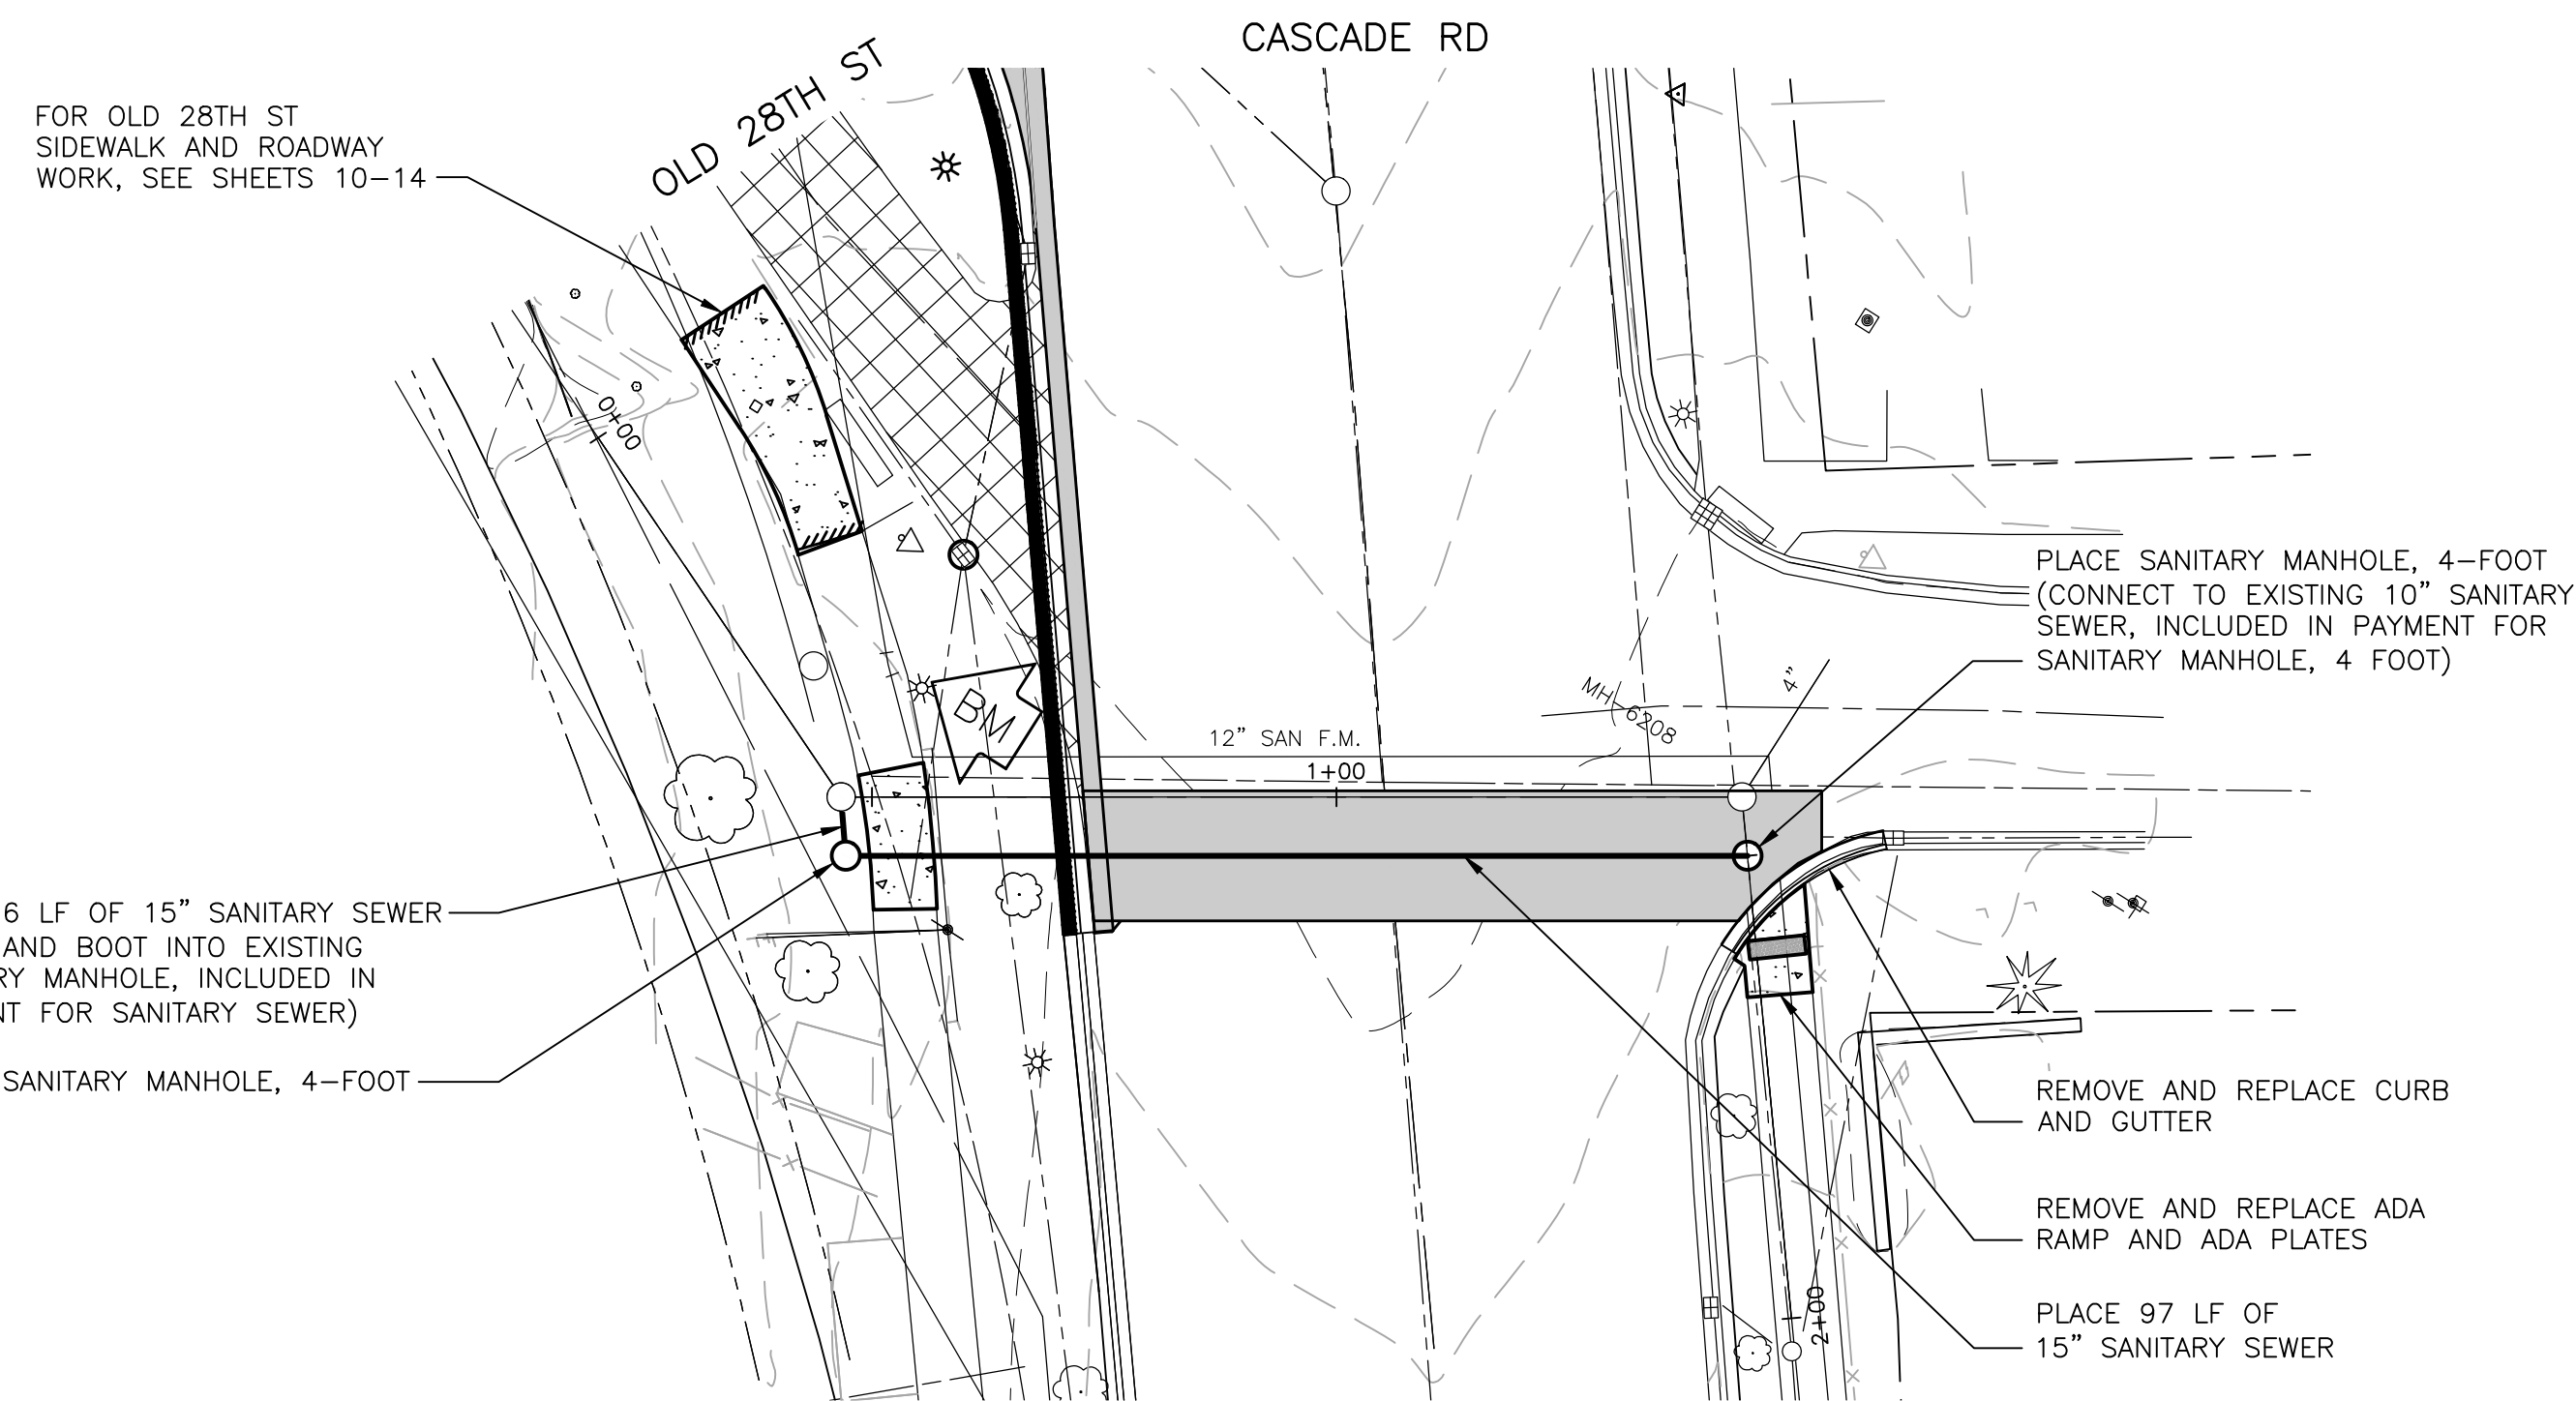 CASCADE RD
OLD 28TH ST
FOR OLD 28TH ST
SIDEWALK AND ROADWAY
WORK, SEE SHEETS 10-14
0+00
PLACE SANITARY MANHOLE, 4-FOOT
(CONNECT TO EXISTING 10" SANITARY
SEWER, INCLUDED IN PAYMENT FOR
SANITARY MANHOLE, 4 FOOT)
4"
MH-6208
BM
12" SAN F.M.
1+00
6 LF OF 15" SANITARY SEWER
AND BOOT INTO EXISTING
RY MANHOLE, INCLUDED IN
NT FOR SANITARY SEWER)
SANITARY MANHOLE, 4-FOOT
REMOVE AND REPLACE CURB
AND GUTTER
REMOVE AND REPLACE ADA
RAMP AND ADA PLATES
2+00
PLACE 97 LF OF
15" SANITARY SEWER